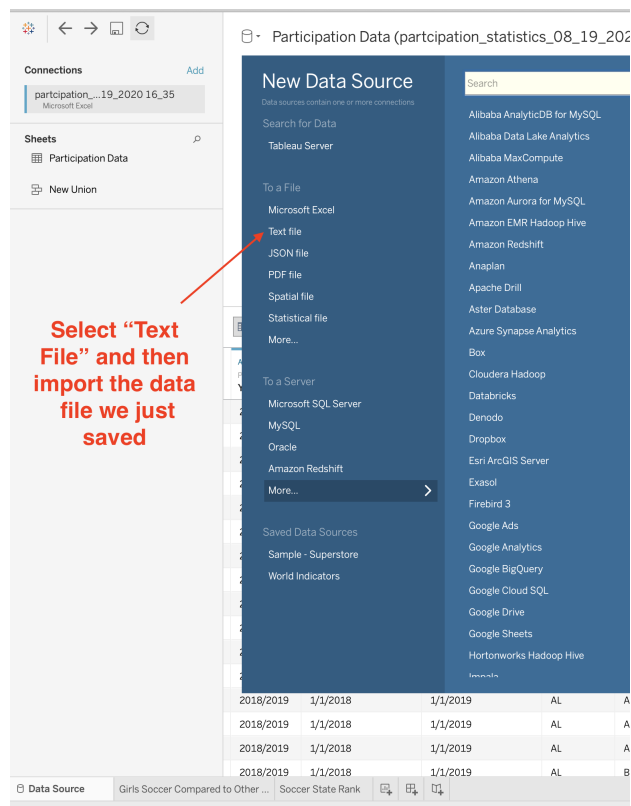 Participation Data (partcipation_statistics_08_19_202
Connections
Add
partcipation_...19_2020 16_35
Microsoft Excel
Sheets
Participation Data
New Union
Select “Text
File” and then
import the data
file we just
saved
New Data Source
Data sources contain one or more connections
Search for Data
Tableau Server
To a File
Microsoft Excel
Text file
JSON file
PDF file
Spatial file
Statistical file
More...
To a Server
Microsoft SQL Server
MySQL
Oracle
Amazon Redshift
More...
Saved Data Sources
Sample - Superstore
World Indicators
Search
Alibaba AnalyticDB for MySQL
Alibaba Data Lake Analytics
Alibaba MaxCompute
Amazon Athena
Amazon Aurora for MySQL
Amazon EMR Hadoop Hive
Amazon Redshift
Anaplan
Apache Drill
Aster Database
Azure Synapse Analytics
Box
Cloudera Hadoop
Databricks
Denodo
Dropbox
Esri ArcGIS Server
Exasol
Firebird 3
Google Ads
Google Analytics
Google BigQuery
Google Cloud SQL
Google Drive
Google Sheets
Hortonworks Hadoop Hive
Impala
2018/2019 1/1/2018 1/1/2019 AL A
2018/2019 1/1/2018 1/1/2019 AL A
2018/2019 1/1/2018 1/1/2019 AL A
2018/2019 1/1/2018 1/1/2019 AL B
Data Source
Girls Soccer Compared to Other ...
Soccer State Rank